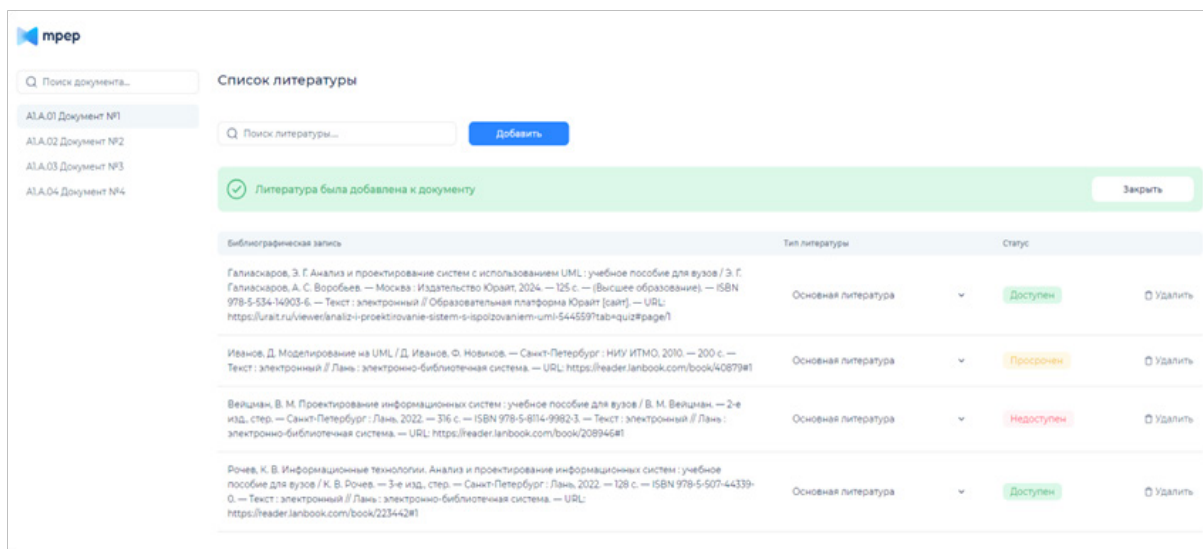 mpep
Поиск документа...
Список литературы
А1.А.01 Документ №1
А1.А.02 Документ №2
А1.А.03 Документ №3
А1.А.04 Документ №4
Поиск литературы...
Добавить
Литература была добавлена к документу
Закрыть
Библиографическая запись
Тип литературы
Статус
Галиаскаров, Э. Г. Анализ и проектирование систем с использованием UML : учебное пособие для вузов / Э. Г.
Галиаскаров, А. С. Воробьев. — Москва : Издательство Юрайт, 2024. — 125 с. — (Высшее образование). — ISBN
978-5-534-14903-6. — Текст : электронный // Образовательная платформа Юрайт [сайт]. — URL:
https://urait.ru/viewer/analiz-i-proektirovanie-sistem-s-ispolzovaniem-uml-544559?tab=quiz#page/1
Основная литература
Доступен
Удалить
Иванов, Д. Моделирование на UML / Д. Иванов, Ф. Новиков. — Санкт-Петербург : НИУ ИТМО, 2010. — 200 с. —
Текст : электронный // Лань : электронно-библиотечная система. — URL: https://reader.lanbook.com/book/40879#1
Основная литература
Просрочен
Удалить
Вейцман, В. М. Проектирование информационных систем : учебное пособие для вузов / В. М. Вейцман. — 2-е
изд., стер. — Санкт-Петербург : Лань, 2022. — 316 с. — ISBN 978-5-8114-9982-3. — Текст : электронный // Лань :
электронно-библиотечная система. — URL: https://reader.lanbook.com/book/208946#1
Основная литература
Недоступен
Удалить
Рочев, К. В. Информационные технологии. Анализ и проектирование информационных систем : учебное
пособие для вузов / К. В. Рочев. — 3-е изд., стер. — Санкт-Петербург : Лань, 2022. — 128 с. — ISBN 978-5-507-44339-
0. — Текст : электронный // Лань : электронно-библиотечная система. — URL:
https://reader.lanbook.com/book/223442#1
Основная литература
Доступен
Удалить